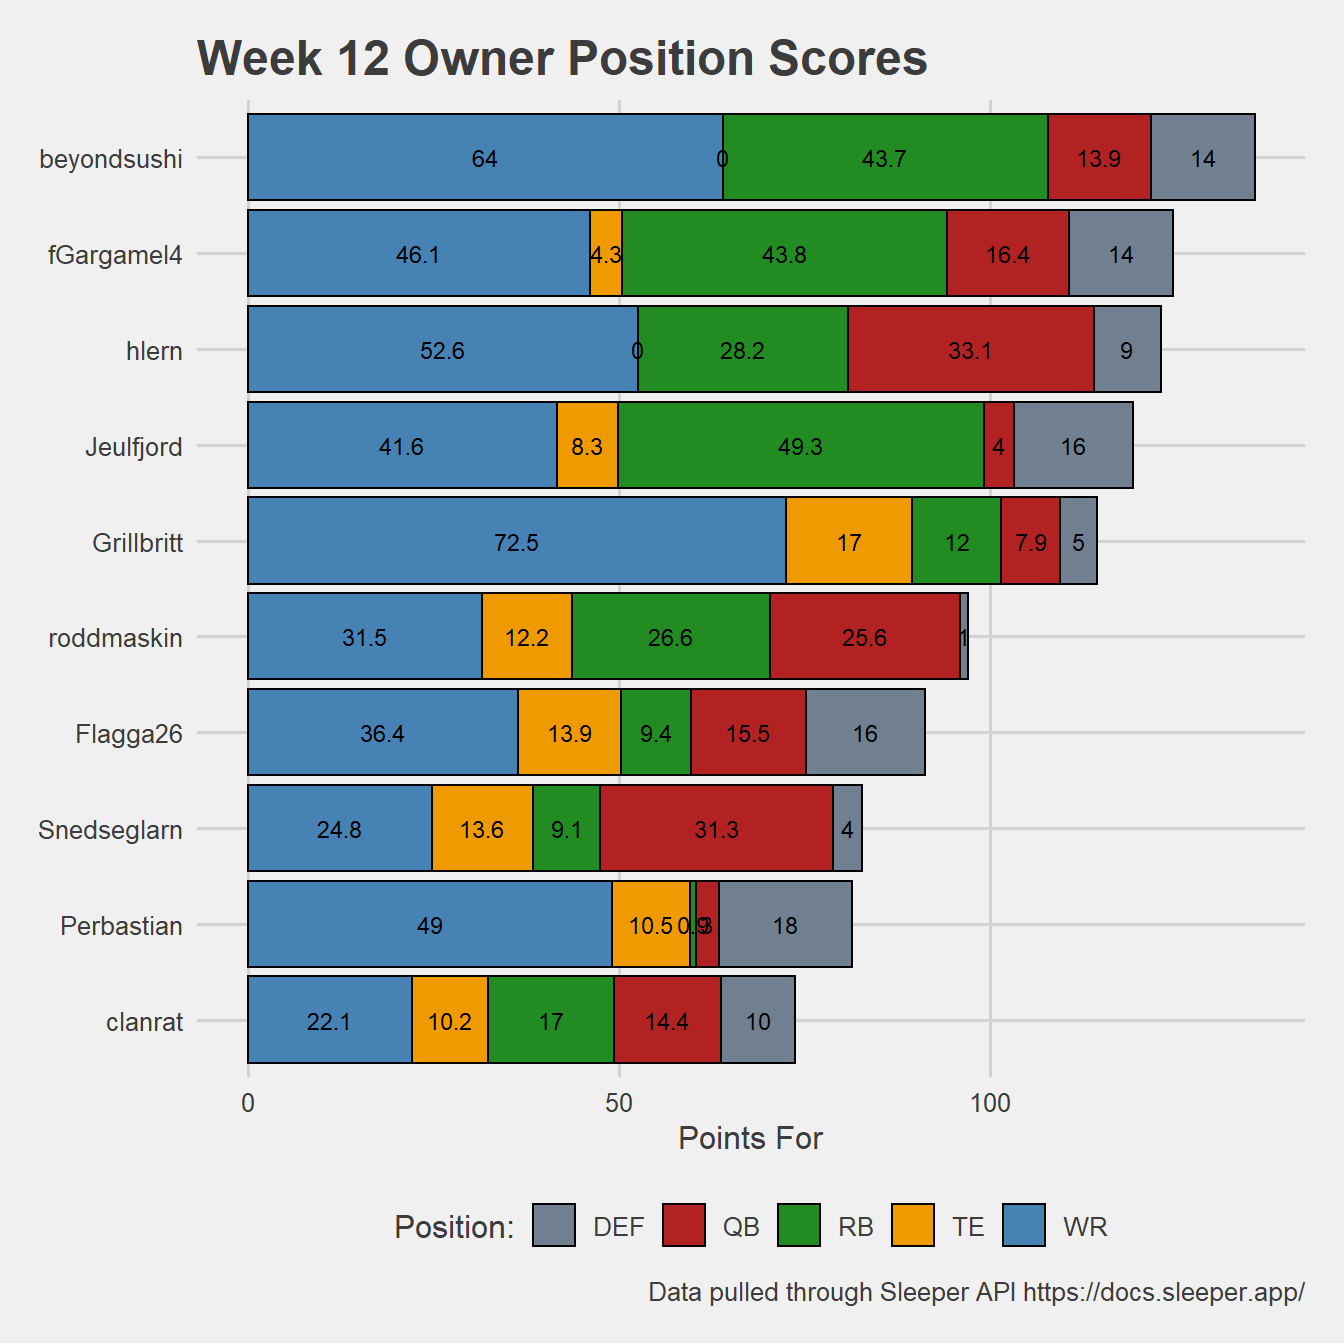 Week 12 Owner Position Scores
beyondsushi 64 0 43.7 13.9 14
fGargamel4 46.1 4.3 43.8 16.4 14
hlern 52.6 0 28.2 33.1 9
Jeulfjord 41.6 8.3 49.3 4 16
Grillbritt 72.5 17 12 7.9 5
roddmaskin 31.5 12.2 26.6 25.6 1
Flagga26 36.4 13.9 9.4 15.5 16
Snedseglarn 24.8 13.6 9.1 31.3 4
Perbastian 49 10.5 0.9 3 18
clanrat 22.1 10.2 17 14.4 10
0 50 100
Points For
Position: DEF QB RB TE WR
Data pulled through Sleeper API https://docs.sleeper.app/